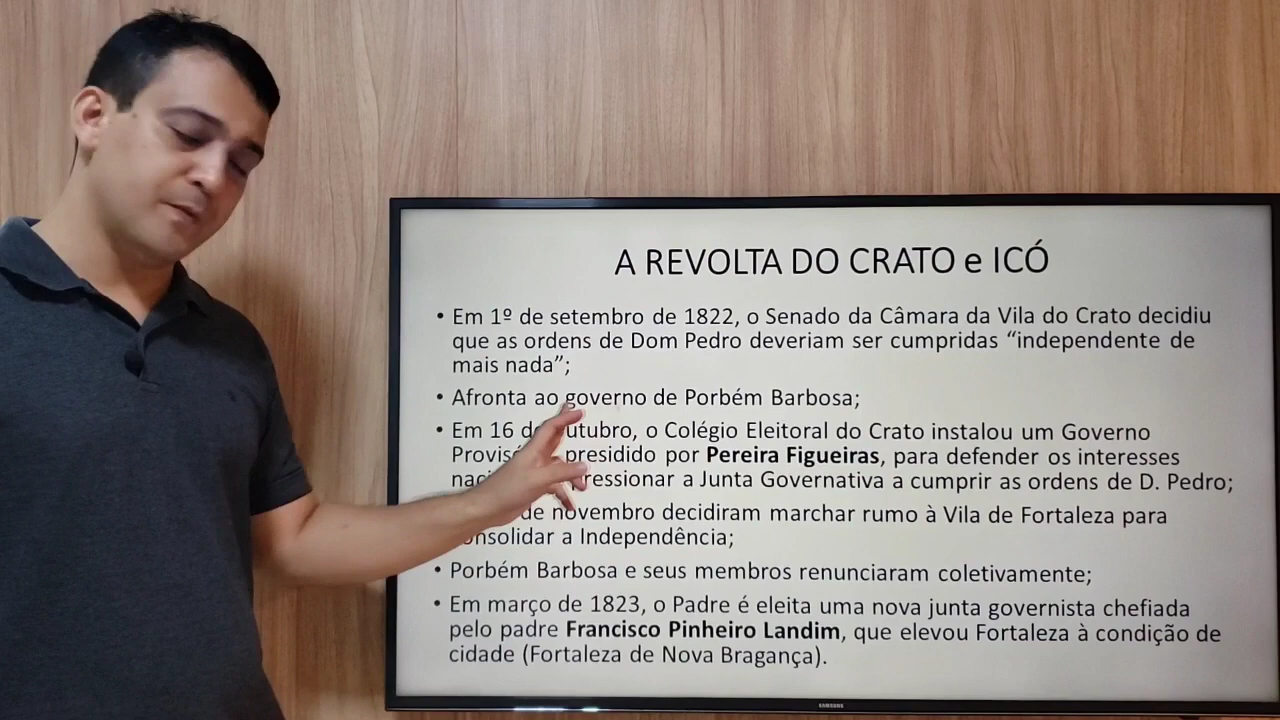 A REVOLTA DO CRATO e ICÓ
• Em 1º de setembro de 1822, o Senado da Câmara da Vila do Crato decidiu
que as ordens de Dom Pedro deveriam ser cumpridas “independente de
mais nada”;
• Afronta ao governo de Porbém Barbosa;
• Em 16 de outubro, o Colégio Eleitoral do Crato instalou um Governo
presidido por Pereira Figueiras, para defender os interesses
pressionar a Junta Governativa a cumprir as ordens de D. Pedro;
de novembro decidiram marchar rumo à Vila de Fortaleza para
consolidar a Independência;
• Porbém Barbosa e seus membros renunciaram coletivamente;
• Em março de 1823, o Padre é eleita uma nova junta governista chefiada
pelo padre Francisco Pinheiro Landim, que elevou Fortaleza à condição de
cidade (Fortaleza de Nova Bragança).
SAMSUNG